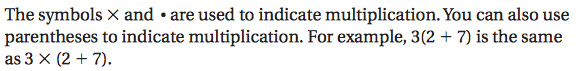 The symbols × and • are used to indicate multiplication. You can also use
parentheses to indicate multiplication. For example, 3(2 + 7) is the same
as 3 × (2 + 7).